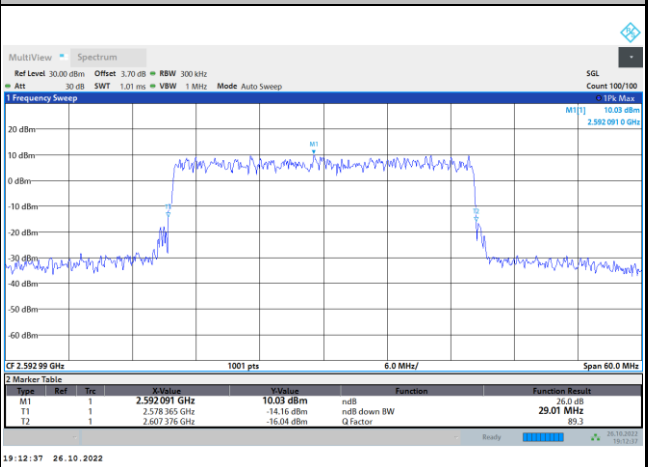 MultiView Spectrum
Ref Level 30.00 dBm Offset 3.70 dB RBW 300 kHz SGL
Att 30 dB SWT 1.01 ms VBW 1 MHz Mode Auto Sweep Count 100/100
1 Frequency Sweep 1Pk Max
M1[1] 10.03 dBm
2.592 091 0 GHz
20 dBm
M1
10 dBm
0 dBm
-10 dBm
-20 dBm
-30 dBm
-40 dBm
-50 dBm
-60 dBm
CF 2.592 99 GHz 1001 pts 6.0 MHz/ Span 60.0 MHz
2 Marker Table
Type Ref Trc X-Value Y-Value Function Function Result
M1 1 2.592 091 GHz 10.03 dBm ndB 26.0 dB
T1 1 2.578 365 GHz -14.16 dBm ndB down BW 29.01 MHz
T2 1 2.607 376 GHz -16.04 dBm Q Factor 89.3
Ready 26.10.2022
19:12:37
19:12:37 26.10.2022